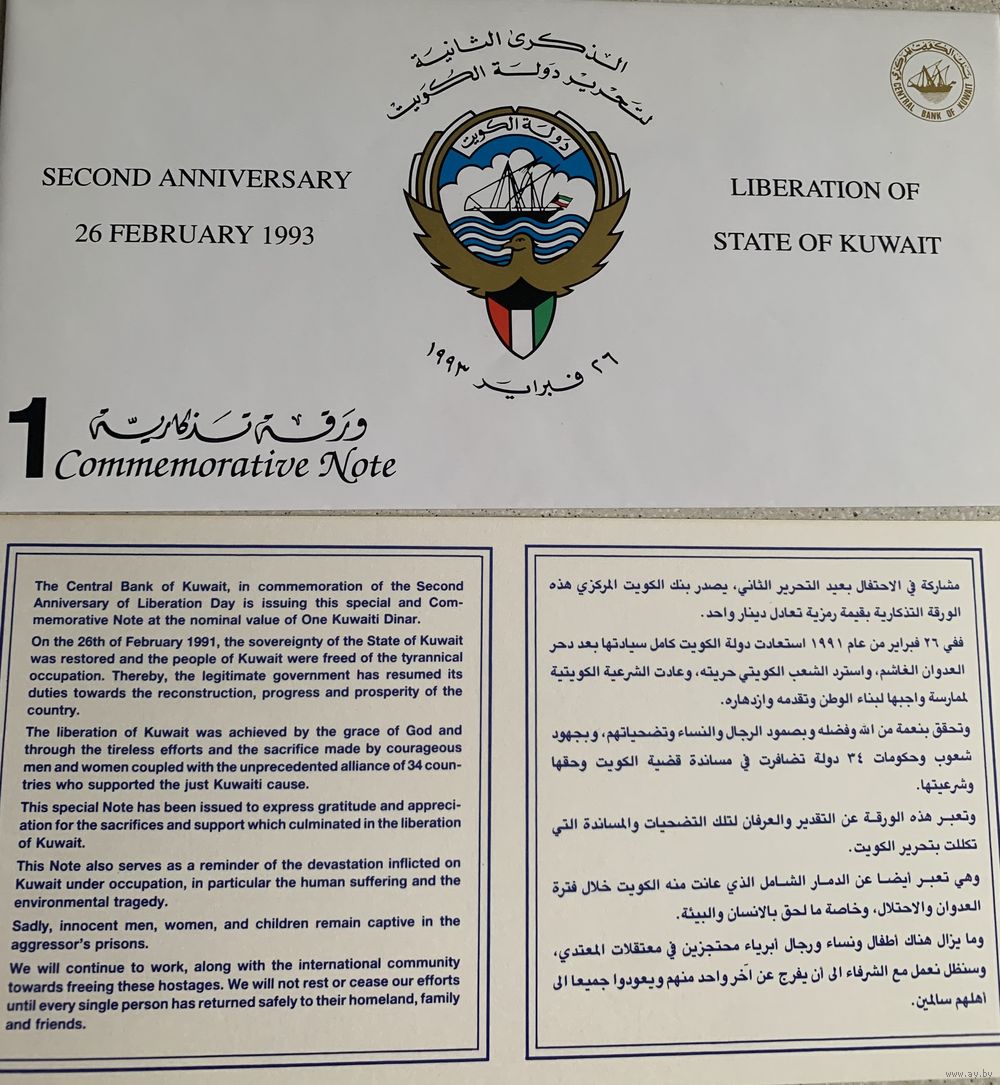 الذكرى الثانية
لتحرير دولة الكويت
بنك الكويت المركزي
CENTRAL BANK OF KUWAIT
دولة الكويت
SECOND ANNIVERSARY
26 FEBRUARY 1993
LIBERATION OF
STATE OF KUWAIT
٢٦ فبراير ١٩٩٣
1
ورقة تذكارية
Commemorative Note
The Central Bank of Kuwait, in commemoration of the Second
Anniversary of Liberation Day is issuing this special and Com-
memorative Note at the nominal value of One Kuwaiti Dinar.
On the 26th of February 1991, the sovereignty of the State of Kuwait
was restored and the people of Kuwait were freed of the tyrannical
occupation. Thereby, the legitimate government has resumed its
duties towards the reconstruction, progress and prosperity of the
country.
The liberation of Kuwait was achieved by the grace of God and
through the tireless efforts and the sacrifice made by courageous
men and women coupled with the unprecedented alliance of 34 coun-
tries who supported the just Kuwaiti cause.
This special Note has been issued to express gratitude and appreci-
ation for the sacrifices and support which culminated in the liberation
of Kuwait.
This Note also serves as a reminder of the devastation inflicted on
Kuwait under occupation, in particular the human suffering and the
environmental tragedy.
Sadly, innocent men, women, and children remain captive in the
aggressor's prisons.
We will continue to work, along with the international community
towards freeing these hostages. We will not rest or cease our efforts
until every single person has returned safely to their homeland, family
and friends.
مشاركة في الاحتفال بعيد التحرير الثاني، يصدر بنك الكويت المركزي هذه
الورقة التذكارية بقيمة رمزية تعادل دينار واحد.
ففي ٢٦ فبراير من عام ١٩٩١ استعادت دولة الكويت كامل سيادتها بعد دحر
العدوان الغاشم، واسترد الشعب الكويتي حريته، وعادت الشرعية الكويتية
لممارسة واجبها لبناء الوطن وتقدمه وازدهاره.
وتحقق بنعمة من الله وفضله وبصمود الرجال والنساء وتضحياتهم، وبجهود
شعوب وحكومات ٣٤ دولة تضافرت في مساندة قضية الكويت وحقها
وشرعيتها.
وتعبر هذه الورقة عن التقدير والعرفان لتلك التضحيات والمساندة التي
تكللت بتحرير الكويت.
وهي تعبر أيضا عن الدمار الشامل الذي عانت منه الكويت خلال فترة
العدوان والاحتلال، وخاصة ما لحق بالانسان والبيئة.
وما يزال هناك أطفال ونساء ورجال أبرياء محتجزين في معتقلات المعتدي،
وسنظل نعمل مع الشرفاء الى أن يفرج عن آخر واحد منهم ويعودوا جميعا الى
أهلهم سالمين.
www.ay.by